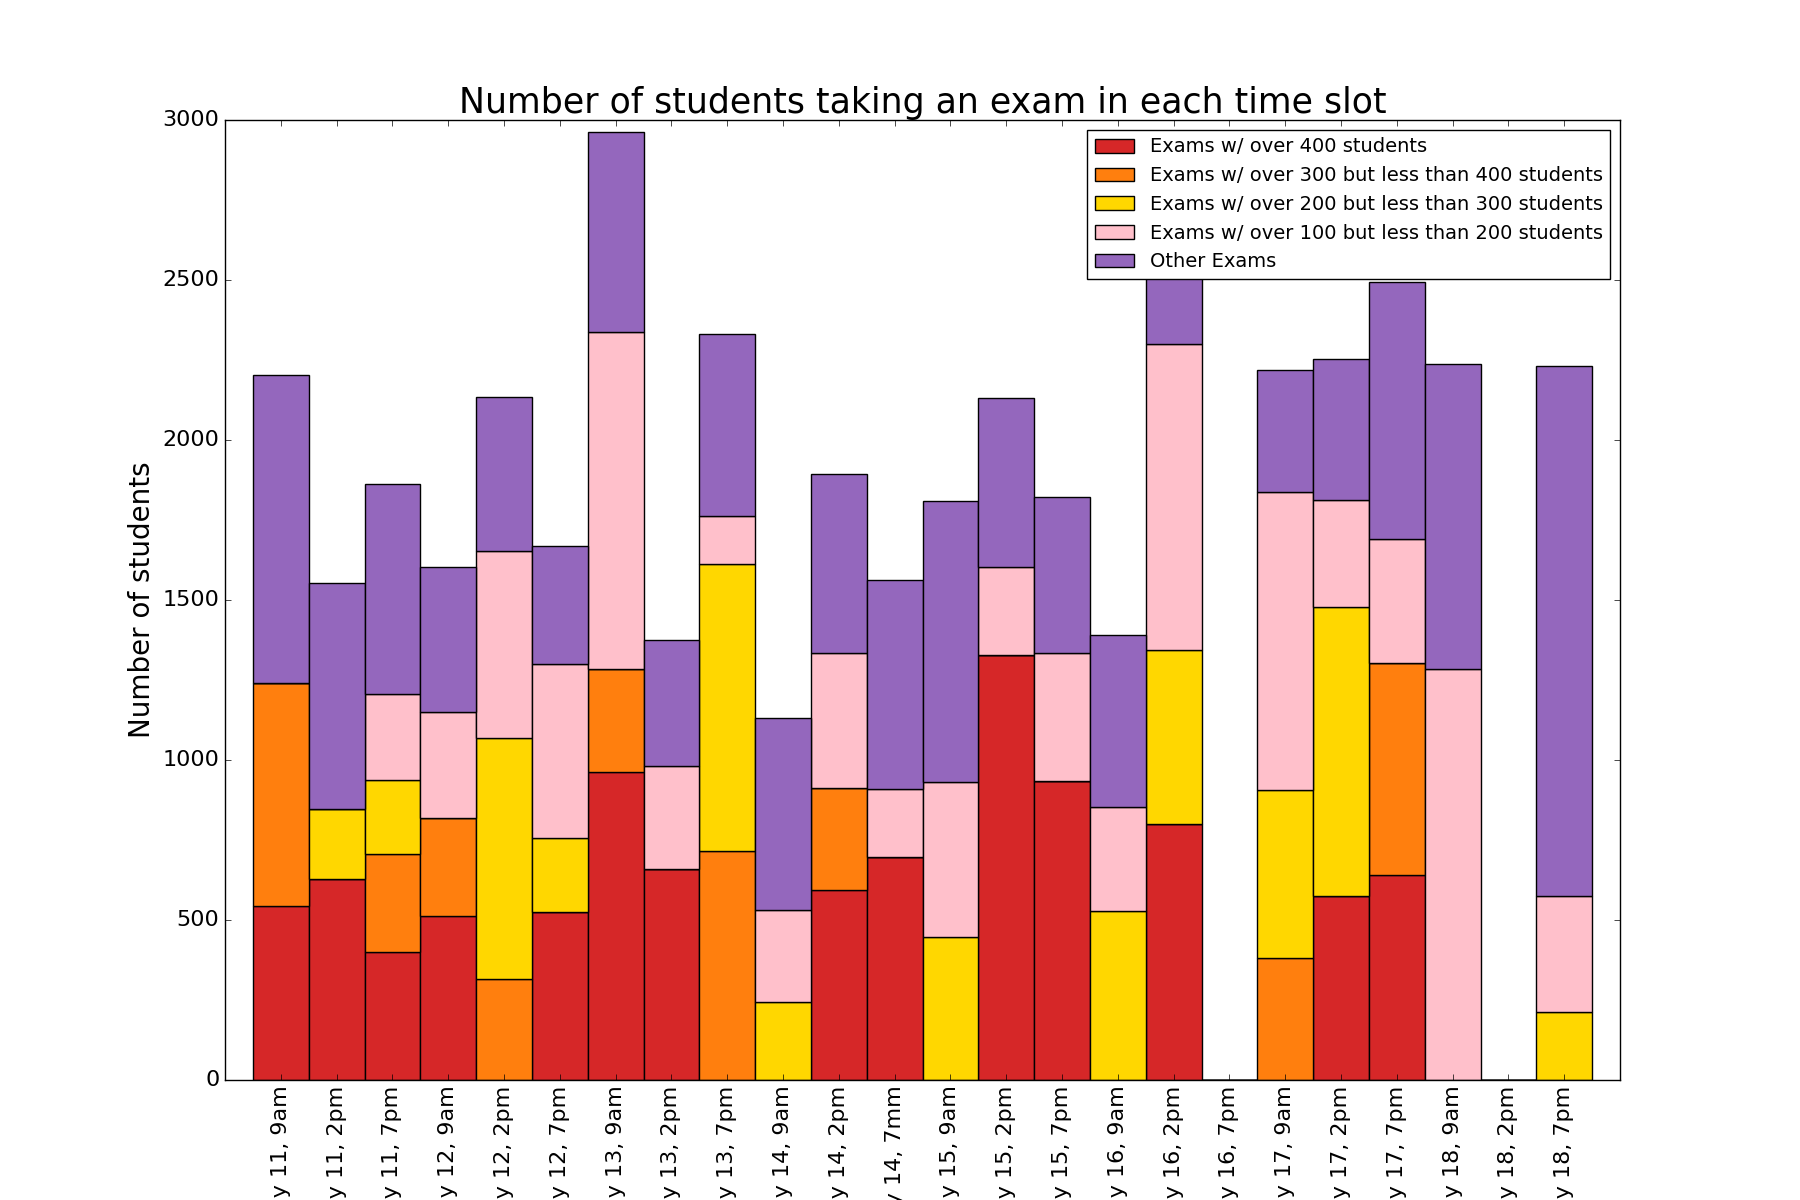 Number of students taking an exam in each time slot
3000
2500
2000
1500
1000
500
0
Number of students
Exams w/ over 400 students
Exams w/ over 300 but less than 400 students
Exams w/ over 200 but less than 300 students
Exams w/ over 100 but less than 200 students
Other Exams
y 11, 9am
y 11, 2pm
y 11, 7pm
y 12, 9am
y 12, 2pm
y 12, 7pm
y 13, 9am
y 13, 2pm
y 13, 7pm
y 14, 9am
y 14, 2pm
y 14, 7mm
y 15, 9am
y 15, 2pm
y 15, 7pm
y 16, 9am
y 16, 2pm
y 16, 7pm
y 17, 9am
y 17, 2pm
y 17, 7pm
y 18, 9am
y 18, 2pm
y 18, 7pm